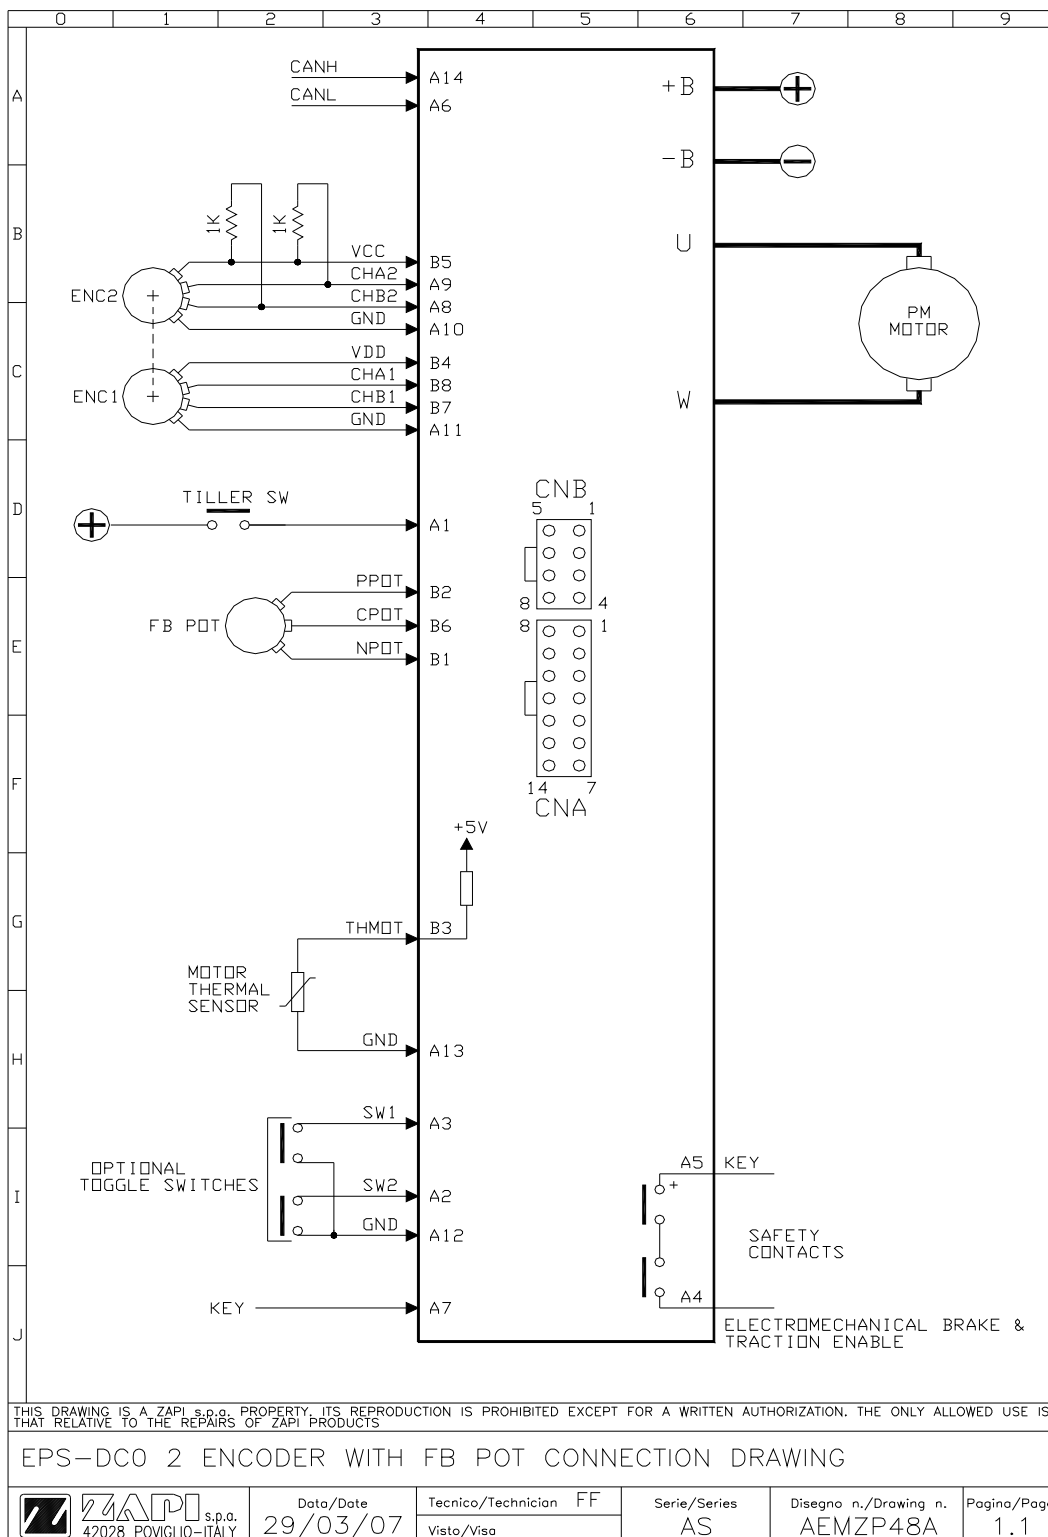 0 1 2 3 4 5 6 7 8 9
A
B
C
D
E
F
G
H
I
J
CANH A14
CANL A6
+B
-B
1K 1K
VCC B5
CHA2 A9
CHB2 A8
GND A10
ENC2
VDD B4
CHA1 B8
CHB1 B7
GND A11
ENC1
U
PM
MOTOR
W
TILLER SW
A1
CNB
5 1
8 4
8 1
14 7
CNA
PPOT B2
CPOT B6
NPOT B1
FB POT
+5V
THMOT B3
MOTOR
THERMAL
SENSOR
GND A13
SW1 A3
OPTIONAL
TOGGLE SWITCHES
SW2 A2
GND A12
KEY A7
A5 KEY
+
SAFETY
CONTACTS
A4
ELECTROMECHANICAL BRAKE &
TRACTION ENABLE
THIS DRAWING IS A ZAPI s.p.a. PROPERTY. ITS REPRODUCTION IS PROHIBITED EXCEPT FOR A WRITTEN AUTHORIZATION. THE ONLY ALLOWED USE IS
THAT RELATIVE TO THE REPAIRS OF ZAPI PRODUCTS
EPS-DC0 2 ENCODER WITH FB POT CONNECTION DRAWING
ZAPI s.p.a.
42028 POVIGLIO-ITALY
Data/Date
29/03/07
Tecnico/Technician FF
Visto/Visa
Serie/Series
AS
Disegno n./Drawing n.
AEMZP48A
Pagina/Page
1.1